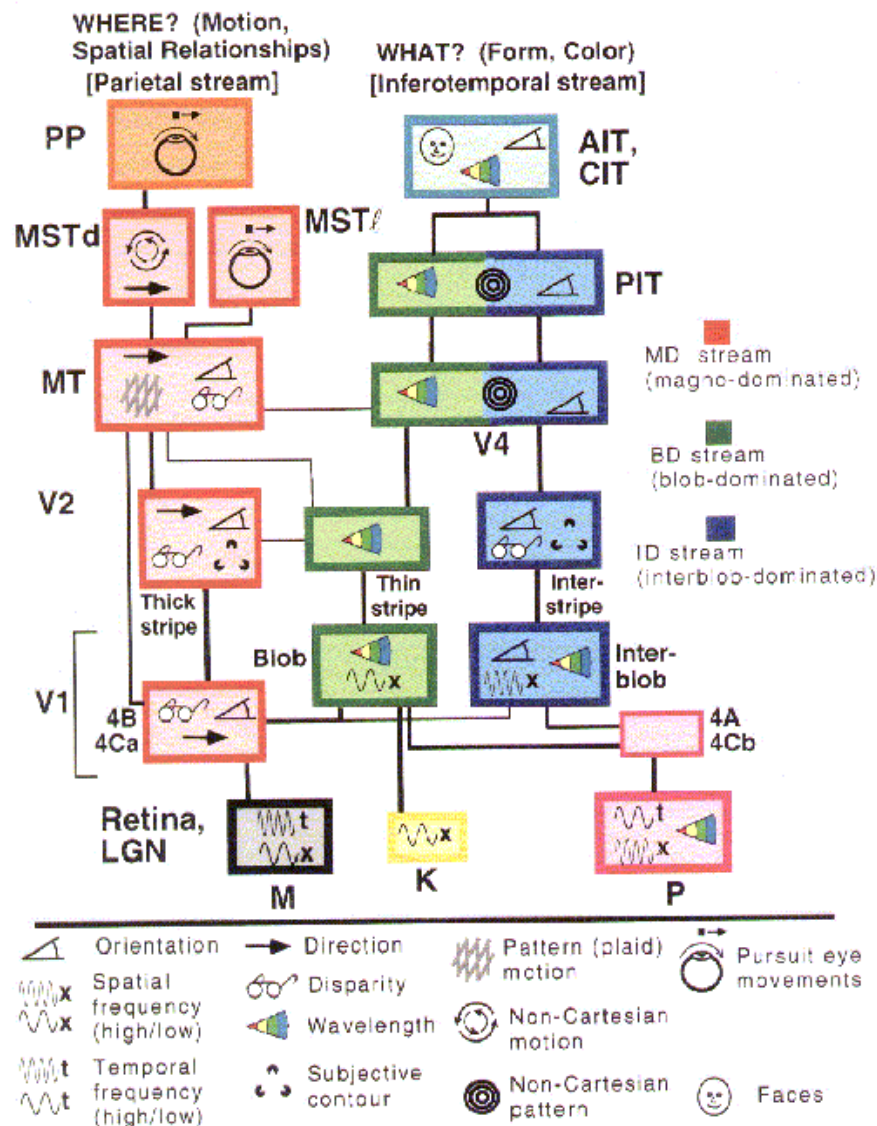 WHERE? (Motion,
Spatial Relationships)
[Parietal stream]
WHAT? (Form, Color)
[Inferotemporal stream]
PP
AIT,
CIT
MSTd
MSTℓ
PIT
MT
V4
MD stream
(magno-dominated)
BD stream
(blob-dominated)
ID stream
(interblob-dominated)
V2
Thick
stripe
Thin
stripe
Inter-
stripe
V1
Blob
Inter-
blob
x
x
4B
4Ca
4A
4Cb
Retina,
LGN
t
x
x
t
x
M
K
P
Orientation
Direction
Pattern (plaid)
motion
Pursuit eye
movements
x
x
Spatial
frequency
(high/low)
Disparity
Wavelength
Non-Cartesian
motion
t
t
Temporal
frequency
(high/low)
Subjective
contour
Non-Cartesian
pattern
Faces